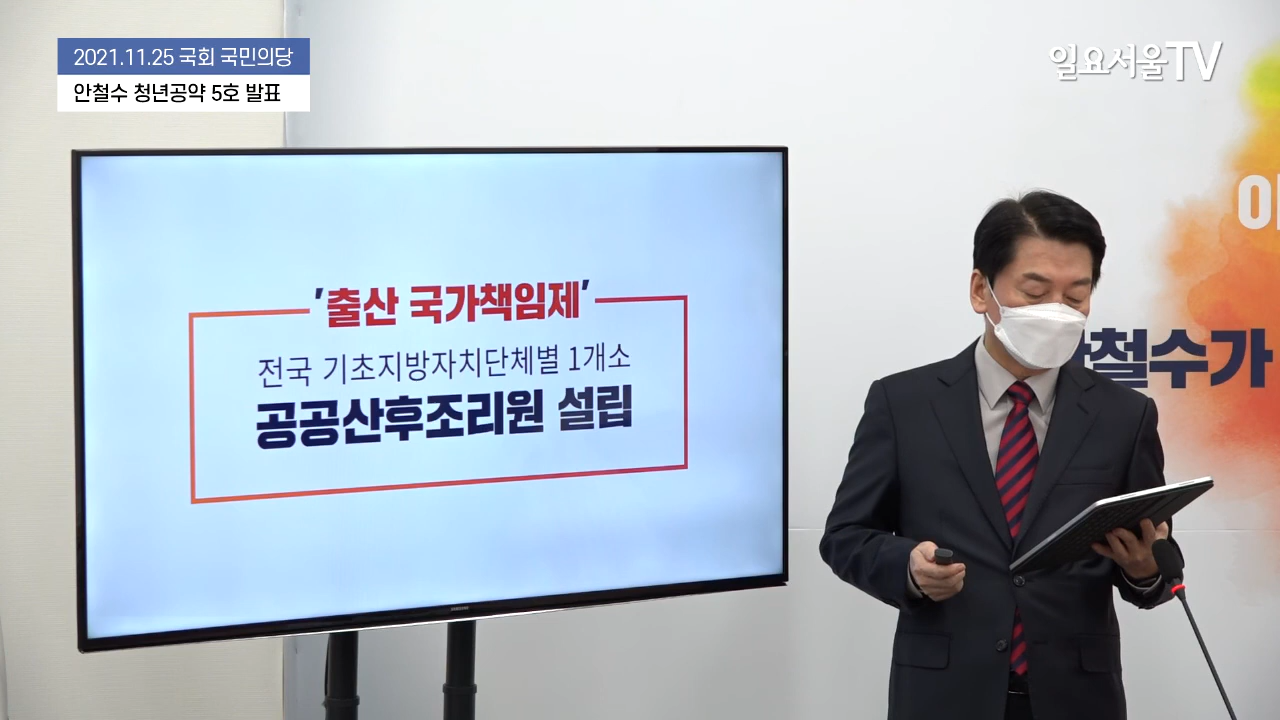 2021.11.25 국회 국민의당
안철수 청년공약 5호 발표
일요서울TV
'출산 국가책임제'
전국 기초지방자치단체별 1개소
공공산후조리원 설립
SAMSUNG
철수가